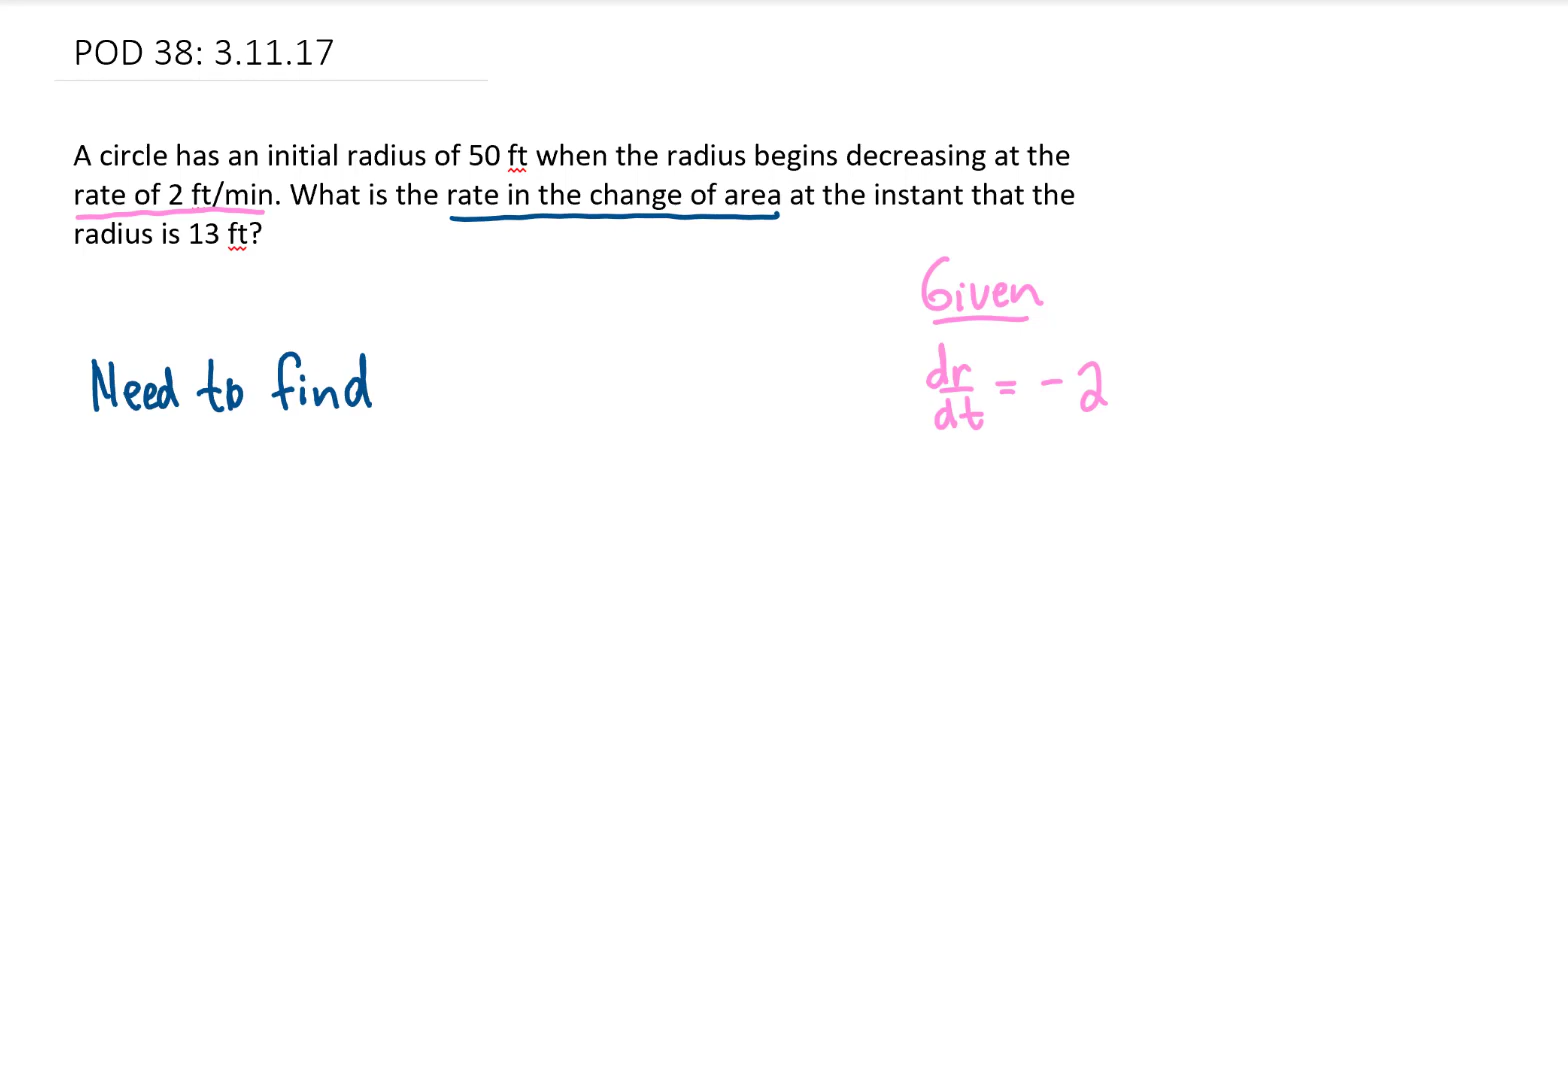 POD 38: 3.11.17
A circle has an initial radius of 50 ft when the radius begins decreasing at the
rate of 2 ft/min. What is the rate in the change of area at the instant that the
radius is 13 ft?
Given
Need to find
dr/dt = -2